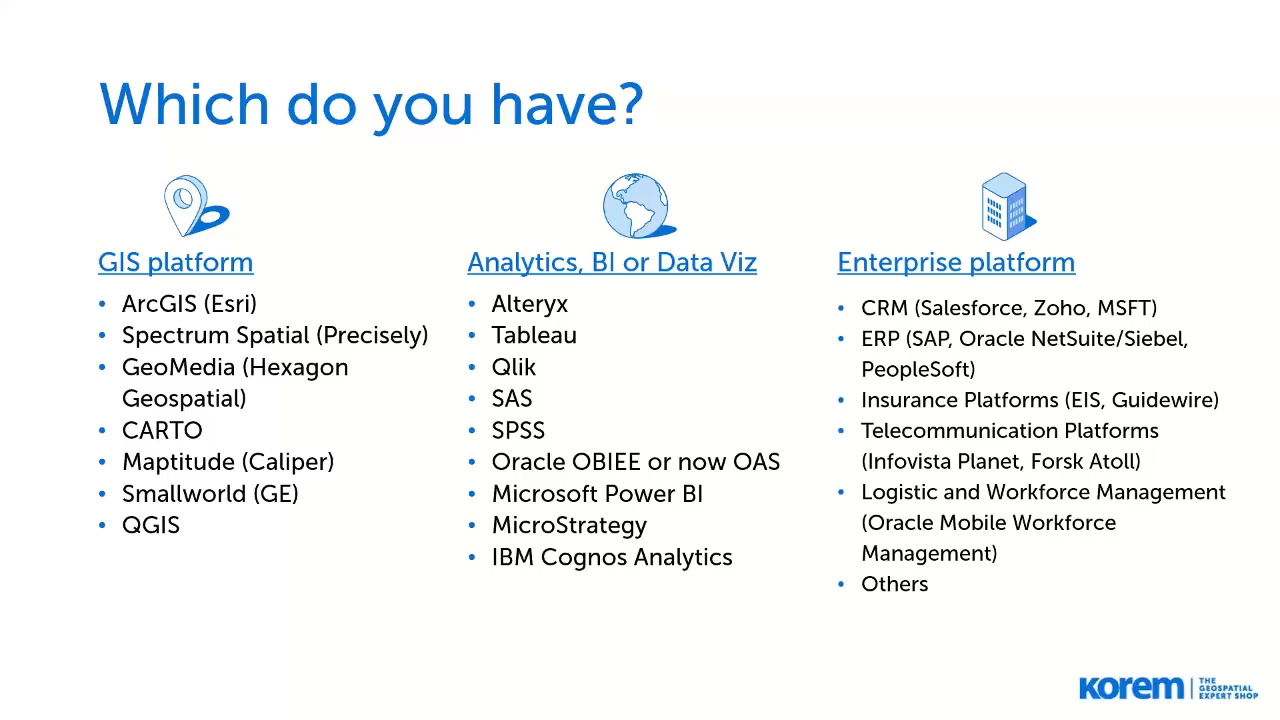 Which do you have?
GIS platform
• ArcGIS (Esri)
• Spectrum Spatial (Precisely)
• GeoMedia (Hexagon
Geospatial)
• CARTO
• Maptitude (Caliper)
• Smallworld (GE)
• QGIS
Analytics, BI or Data Viz
• Alteryx
• Tableau
• Qlik
• SAS
• SPSS
• Oracle OBIEE or now OAS
• Microsoft Power BI
• MicroStrategy
• IBM Cognos Analytics
Enterprise platform
• CRM (Salesforce, Zoho, MSFT)
• ERP (SAP, Oracle NetSuite/Siebel,
PeopleSoft)
• Insurance Platforms (EIS, Guidewire)
• Telecommunication Platforms
(Infovista Planet, Forsk Atoll)
• Logistic and Workforce Management
(Oracle Mobile Workforce
Management)
• Others
korem
THE
GEOSPATIAL
EXPERT SHOP